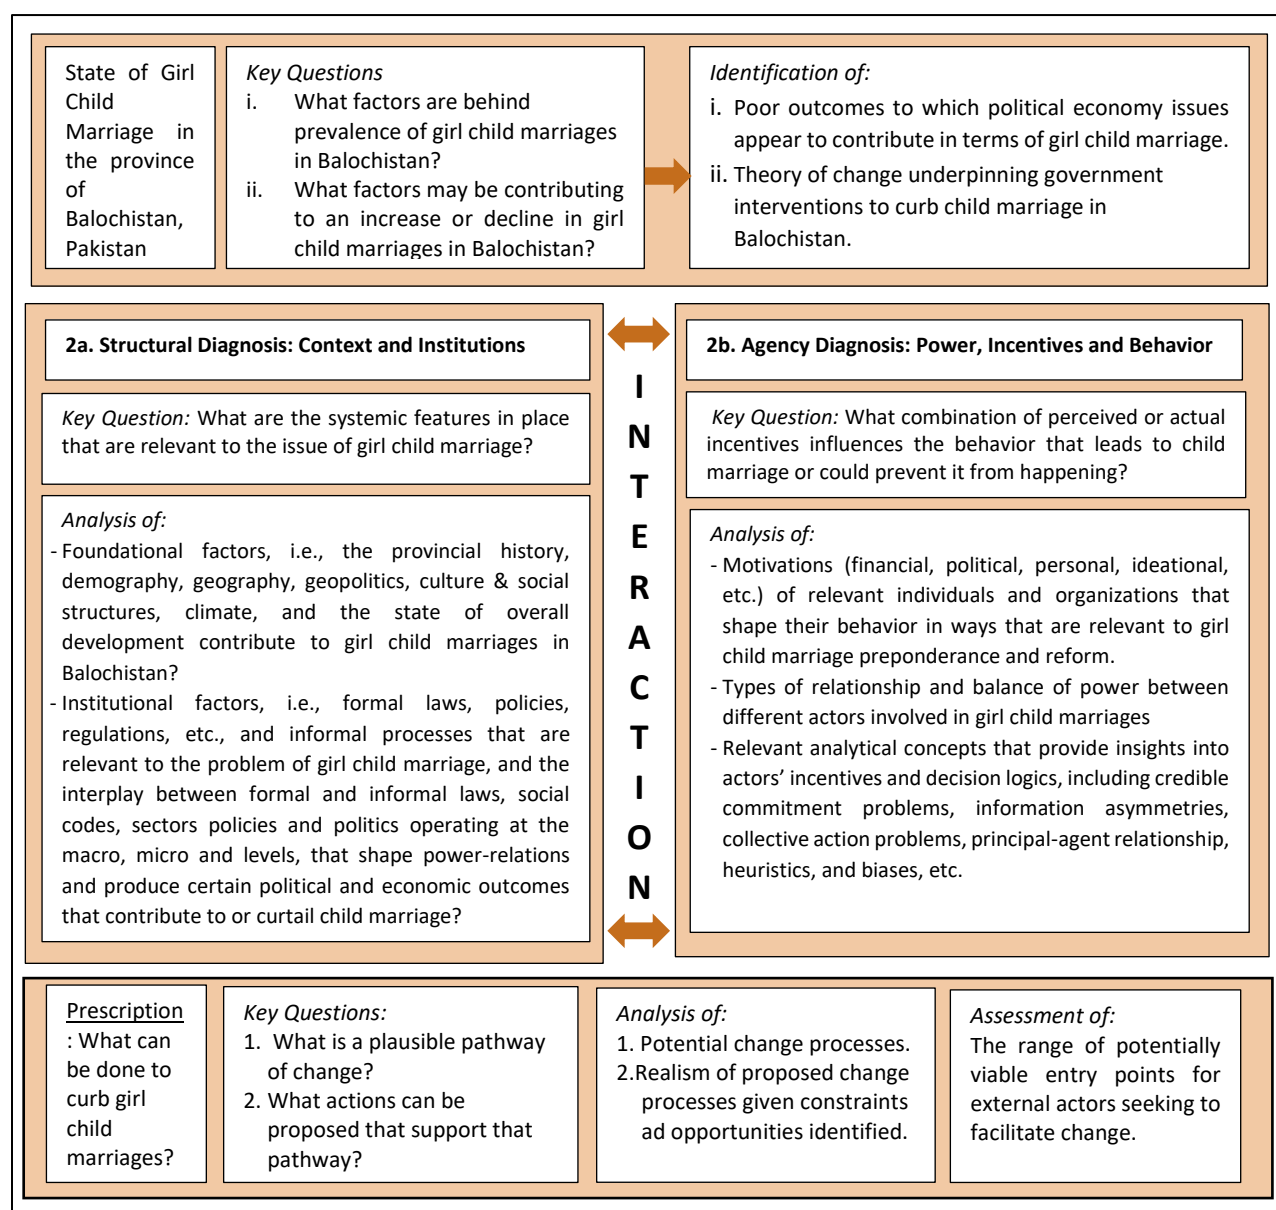 State of Girl
Child
Marriage in
the province
of
Balochistan,
Pakistan
Key Questions
i. What factors are behind
prevalence of girl child marriages
in Balochistan?
ii. What factors may be contributing
to an increase or decline in girl
child marriages in Balochistan?
Identification of:
i. Poor outcomes to which political economy issues
appear to contribute in terms of girl child marriage.
ii. Theory of change underpinning government
interventions to curb child marriage in
Balochistan.
2a. Structural Diagnosis: Context and Institutions
Key Question: What are the systemic features in place
that are relevant to the issue of girl child marriage?
Analysis of:
- Foundational factors, i.e., the provincial history,
demography, geography, geopolitics, culture & social
structures, climate, and the state of overall
development contribute to girl child marriages in
Balochistan?
- Institutional factors, i.e., formal laws, policies,
regulations, etc., and informal processes that are
relevant to the problem of girl child marriage, and the
interplay between formal and informal laws, social
codes, sectors policies and politics operating at the
macro, micro and levels, that shape power-relations
and produce certain political and economic outcomes
that contribute to or curtail child marriage?
I
N
T
E
R
A
C
T
I
O
N
2b. Agency Diagnosis: Power, Incentives and Behavior
Key Question: What combination of perceived or actual
incentives influences the behavior that leads to child
marriage or could prevent it from happening?
Analysis of:
- Motivations (financial, political, personal, ideational,
etc.) of relevant individuals and organizations that
shape their behavior in ways that are relevant to girl
child marriage preponderance and reform.
- Types of relationship and balance of power between
different actors involved in girl child marriages
- Relevant analytical concepts that provide insights into
actors’ incentives and decision logics, including credible
commitment problems, information asymmetries,
collective action problems, principal-agent relationship,
heuristics, and biases, etc.
Prescription
: What can
be done to
curb girl
child
marriages?
Key Questions:
1. What is a plausible pathway
of change?
2. What actions can be
proposed that support that
pathway?
Analysis of:
1. Potential change processes.
2.Realism of proposed change
processes given constraints
ad opportunities identified.
Assessment of:
The range of potentially
viable entry points for
external actors seeking to
facilitate change.